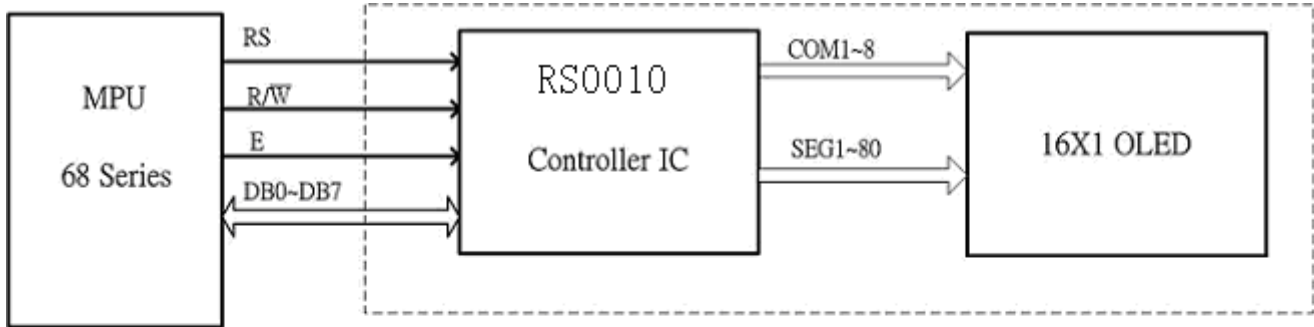 MPU
68 Series
RS
R/W̅
E
DB0~DB7
RS0010
Controller IC
COM1~8
SEG1~80
16X1 OLED